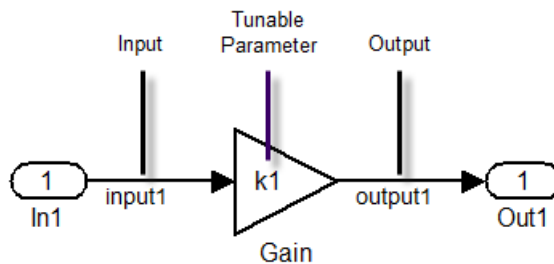 Input
Tunable
Parameter
Output
1
k1
1
input1
output1
In1
Out1
Gain